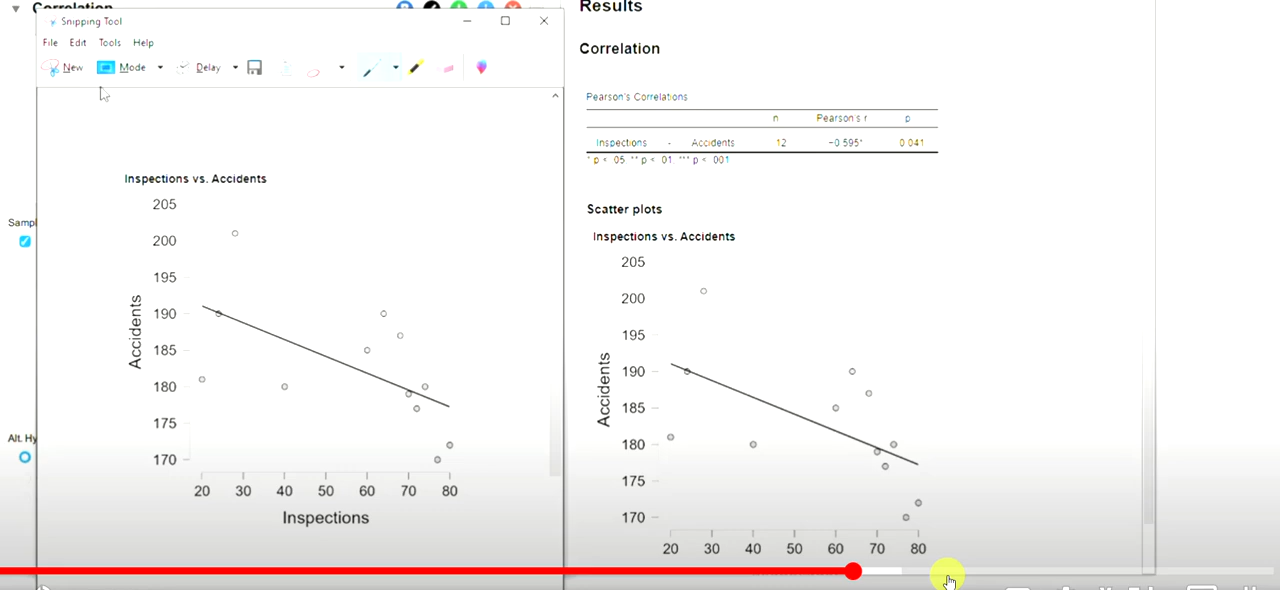 Correlation
Snipping Tool
File Edit Tools Help
New Mode Delay
Inspections vs. Accidents
205
200
195
190
185
180
175
170
Accidents
20 30 40 50 60 70 80
Inspections
Sampl
Alt. Hy
Results
Correlation
Pearson's Correlations
n Pearson's r p
Inspections - Accidents 12 −0.595* 0.041
* p < .05, ** p < .01, *** p < .001
Scatter plots
Inspections vs. Accidents
205
200
195
190
185
180
175
170
Accidents
20 30 40 50 60 70 80